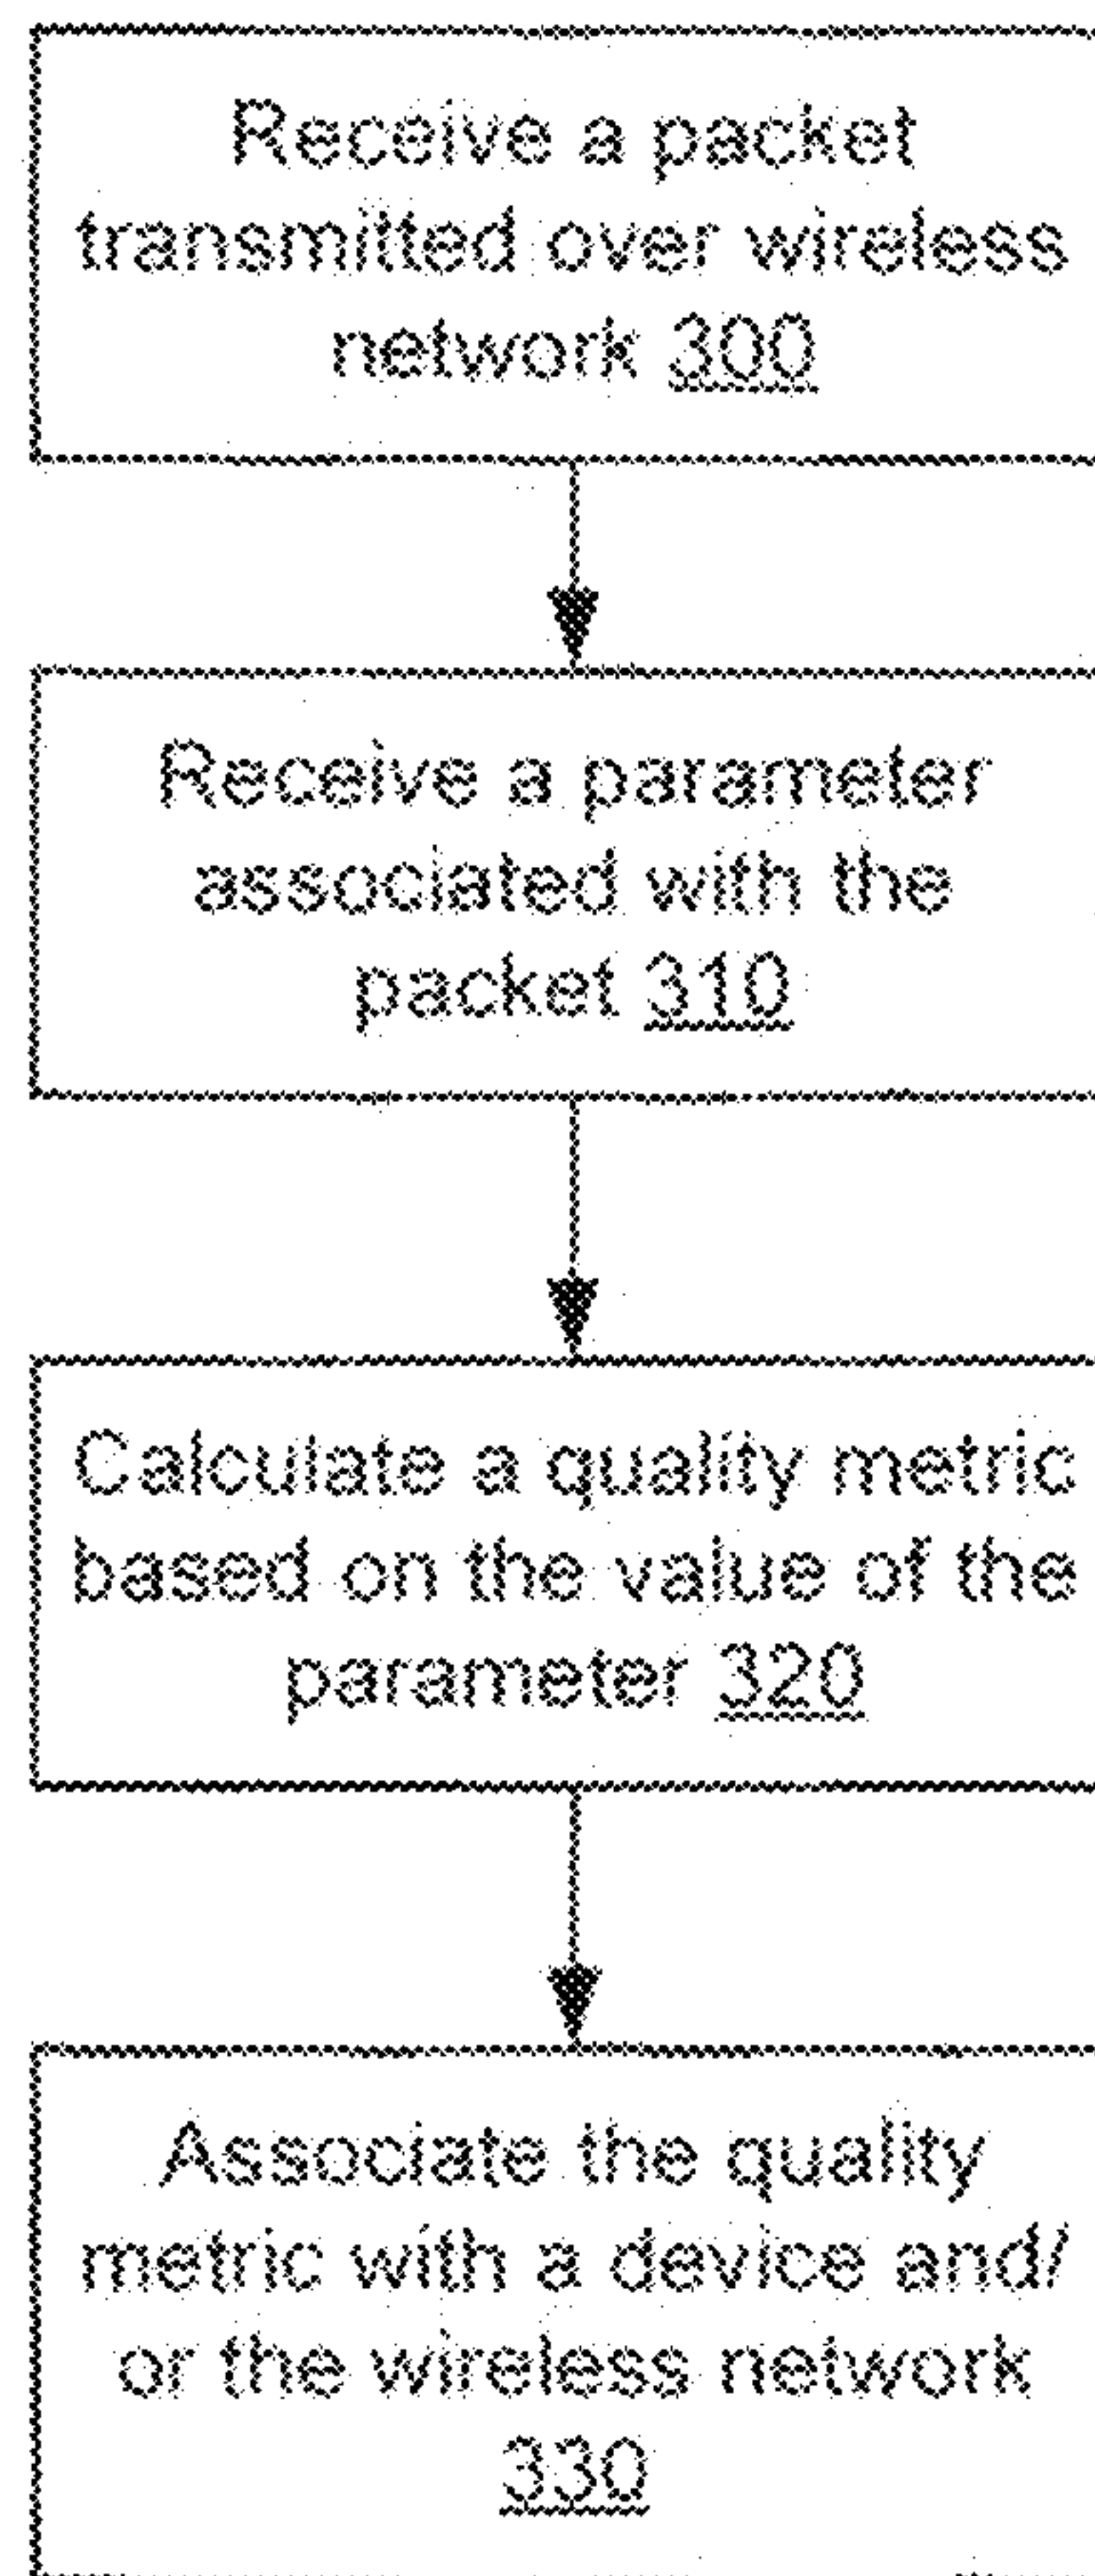 Receive a packet
transmitted over wireless
network 300
Receive a parameter
associated with the
packet 310
Calculate a quality metric
based on the value of the
parameter 320
Associate the quality
metric with a device and/
or the wireless network
330